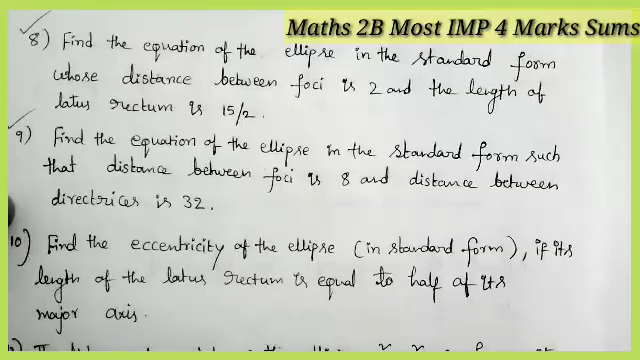 Maths 2B Most IMP 4 Marks Sums
8) Find the equation of the ellipse in the standard form
whose distance between foci is 2 and the length of
latus rectum is 15/2.
9) Find the equation of the ellipse in the standard form such
that distance between foci is 8 and distance between
directrices is 32.
10) Find the eccentricity of the ellipse (in standard form), if its
length of the latus rectum is equal to half of its
major axis.